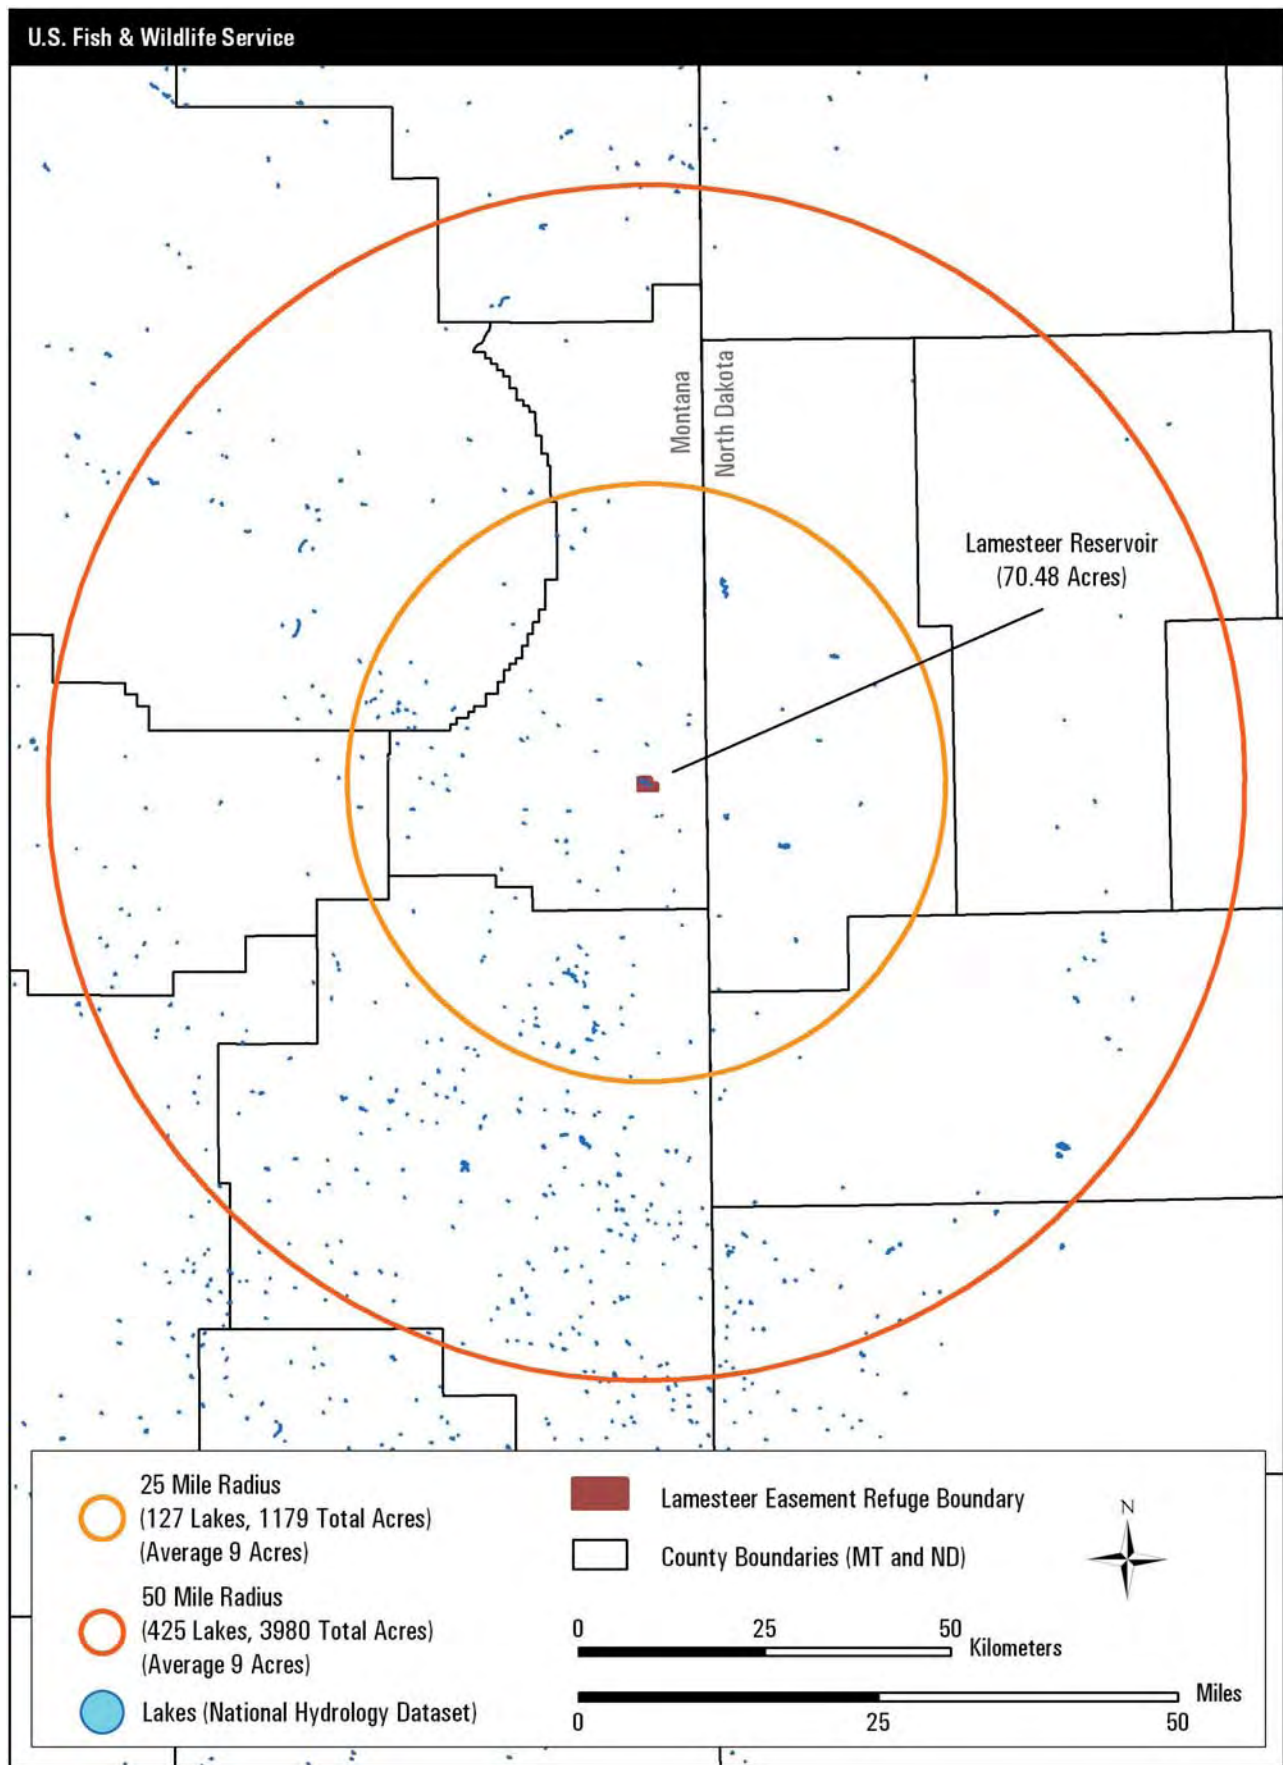 U.S. Fish & Wildlife Service
Montana
North Dakota
Lamesteer Reservoir
(70.48 Acres)
25 Mile Radius
(127 Lakes, 1179 Total Acres)
(Average 9 Acres)
50 Mile Radius
(425 Lakes, 3980 Total Acres)
(Average 9 Acres)
Lakes (National Hydrology Dataset)
Lamesteer Easement Refuge Boundary
County Boundaries (MT and ND)
N
0 25 50
Kilometers
Miles
0 25 50